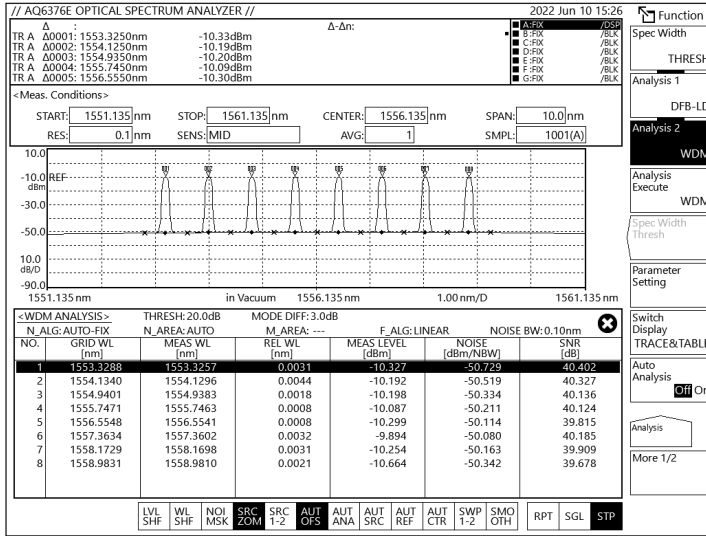 // AQ6376E OPTICAL SPECTRUM ANALYZER // 2022 Jun 10 15:26
Δ : Δ-Δn:
TR A Δ0001: 1553.3250nm -10.33dBm
TR A Δ0002: 1554.1250nm -10.19dBm
TR A Δ0003: 1554.9350nm -10.20dBm
TR A Δ0004: 1555.7450nm -10.09dBm
TR A Δ0005: 1556.5550nm -10.30dBm
A:FIX /DSP
B:FIX /BLK
C:FIX /BLK
D:FIX /BLK
E:FIX /BLK
F:FIX /BLK
G:FIX /BLK
<Meas. Conditions>
START: 1551.135 nm STOP: 1561.135 nm CENTER: 1556.135 nm SPAN: 10.0 nm
RES: 0.1 nm SENS: MID AVG: 1 SMPL: 1001(A)
10.0
-10.0 REF
dBm
-30.0
-50.0
10.0
dB/D
-90.0
001 002 003 004 005 006 007 008
1551.135 nm in Vacuum 1556.135 nm 1.00 nm/D 1561.135 nm
<WDM ANALYSIS> THRESH: 20.0dB MODE DIFF: 3.0dB
N_ALG: AUTO-FIX N_AREA: AUTO M_AREA: --- F_ALG: LINEAR NOISE BW: 0.10nm
NO. GRID WL MEAS WL REL WL MEAS LEVEL NOISE SNR
[nm] [nm] [nm] [dBm] [dBm/NBW] [dB]
1 1553.3288 1553.3257 0.0031 -10.327 -50.729 40.402
2 1554.1340 1554.1296 0.0044 -10.192 -50.519 40.327
3 1554.9401 1554.9383 0.0018 -10.198 -50.334 40.136
4 1555.7471 1555.7463 0.0008 -10.087 -50.211 40.124
5 1556.5548 1556.5541 0.0008 -10.299 -50.114 39.815
6 1557.3634 1557.3602 0.0032 -9.894 -50.080 40.185
7 1558.1729 1558.1698 0.0031 -10.254 -50.163 39.909
8 1558.9831 1558.9810 0.0021 -10.664 -50.342 39.678
LVL SHF
WL SHF
NOI MSK
SRC ZOM
SRC 1-2
AUT OFS
AUT ANA
AUT SRC
AUT REF
AUT CTR
SWP 1-2
SMO OTH
RPT
SGL
STP
Function
Spec Width
THRESH
Analysis 1
DFB-LD
Analysis 2
WDM
Analysis
Execute
WDM
Spec Width
Thresh
Parameter
Setting
Switch
Display
TRACE&TABLE
Auto
Analysis
Off On
Analysis
More 1/2